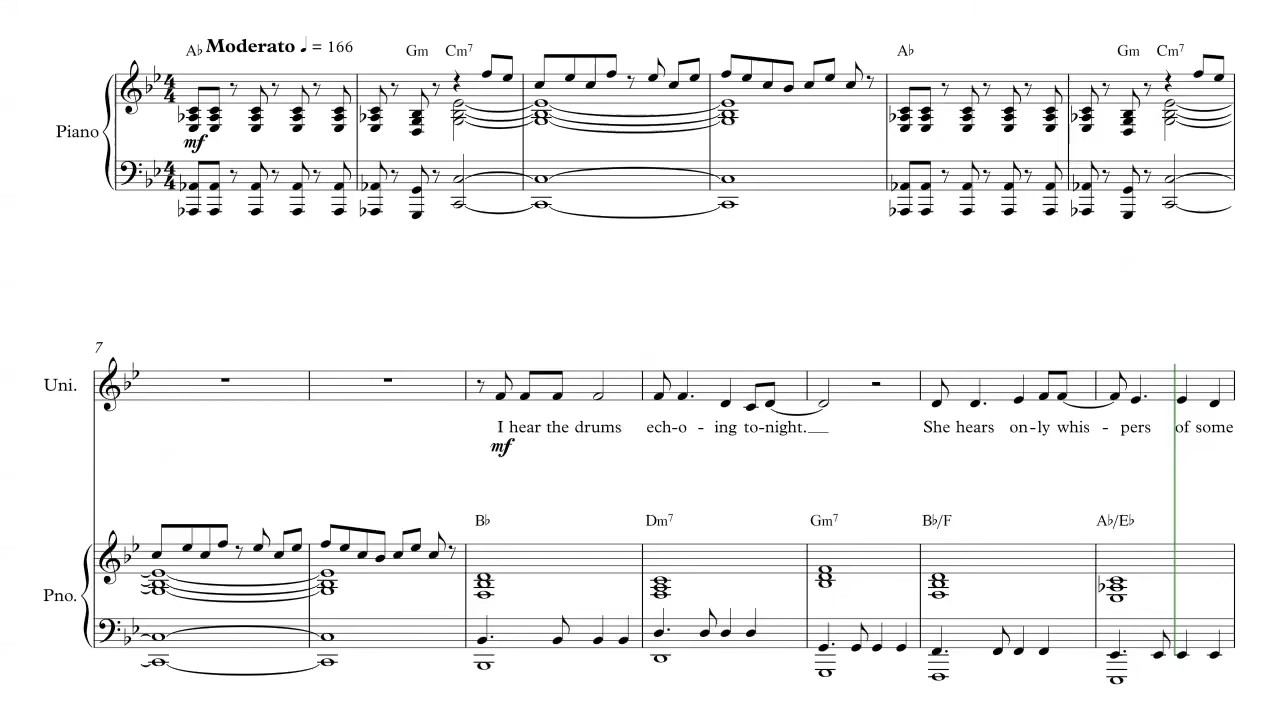 A♭ Moderato ♩ = 166 Gm Cm7 A♭ Gm Cm7
Piano
mf
7
Uni.
I hear the drums ech-o - ing to-night.__ She hears on-ly whis - pers of some
mf
B♭ Dm7 Gm7 B♭/F A♭/E♭
Pno.